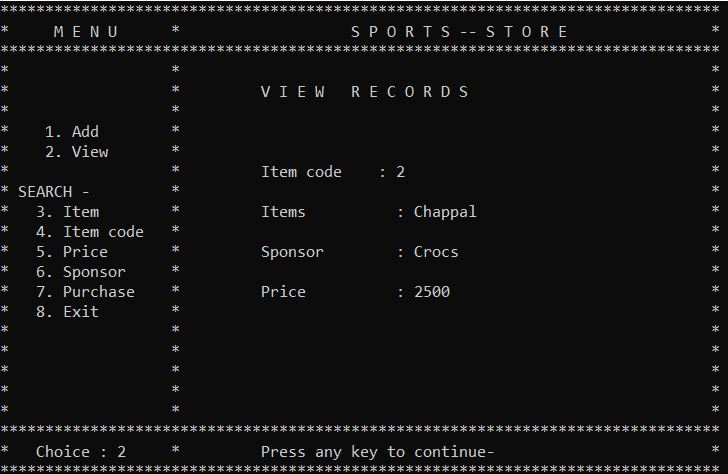 ********************************************************************************
*     M E N U      *                   S P O R T S -- S T O R E                *
********************************************************************************
*                  *                                                           *
*                  *         V I E W   R E C O R D S                           *
*                  *                                                           *
*    1. Add        *                                                           *
*    2. View       *                                                           *
*                  *         Item code    : 2                                  *
* SEARCH -         *                                                           *
*   3. Item        *         Items          : Chappal                          *
*   4. Item code   *                                                           *
*   5. Price       *         Sponsor        : Crocs                            *
*   6. Sponsor     *                                                           *
*   7. Purchase    *         Price          : 2500                             *
*   8. Exit        *                                                           *
*                  *                                                           *
*                  *                                                           *
*                  *                                                           *
*                  *                                                           *
*                  *                                                           *
********************************************************************************
*   Choice : 2     *         Press any key to continue-                        *
********************************************************************************